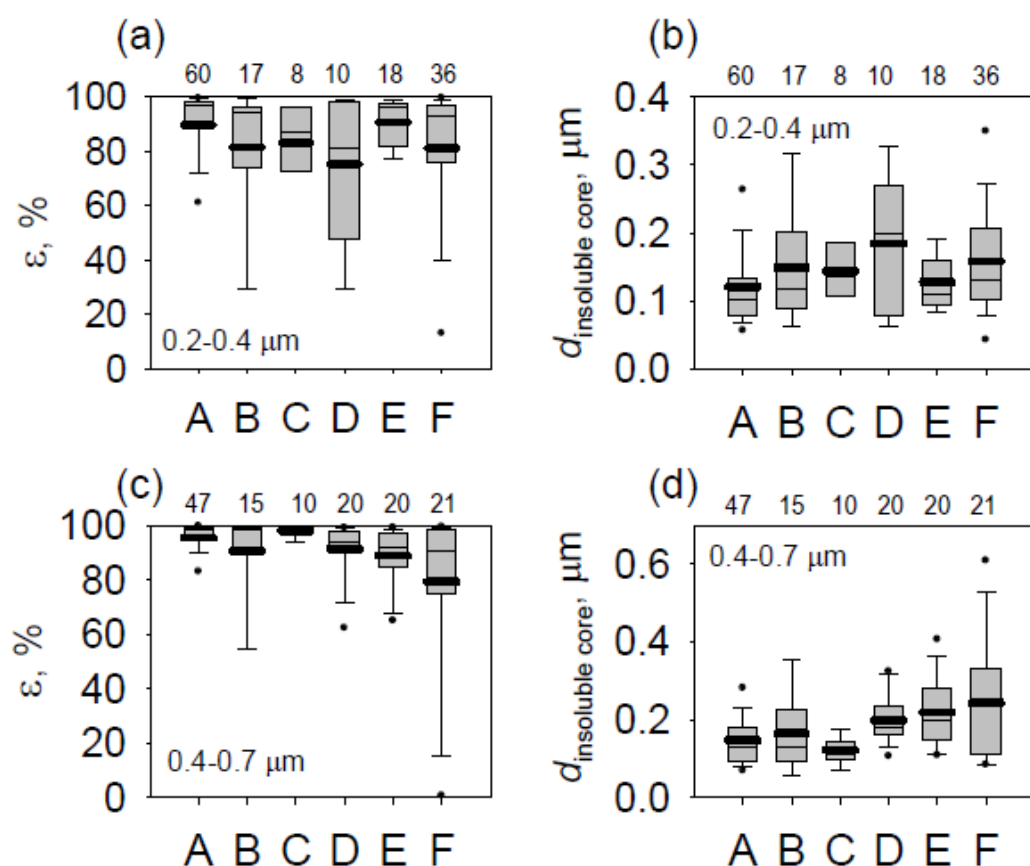 (a)
60 17 8 10 18 36
100
80
60
40
20
0
ε, %
0.2-0.4 μm
A B C D E F
(b)
60 17 8 10 18 36
0.4
0.3
0.2
0.1
0.0
d insoluble core, μm
0.2-0.4 μm
A B C D E F
(c)
47 15 10 20 20 21
100
80
60
40
20
0
ε, %
0.4-0.7 μm
A B C D E F
(d)
47 15 10 20 20 21
0.6
0.4
0.2
0.0
d insoluble core, μm
0.4-0.7 μm
A B C D E F